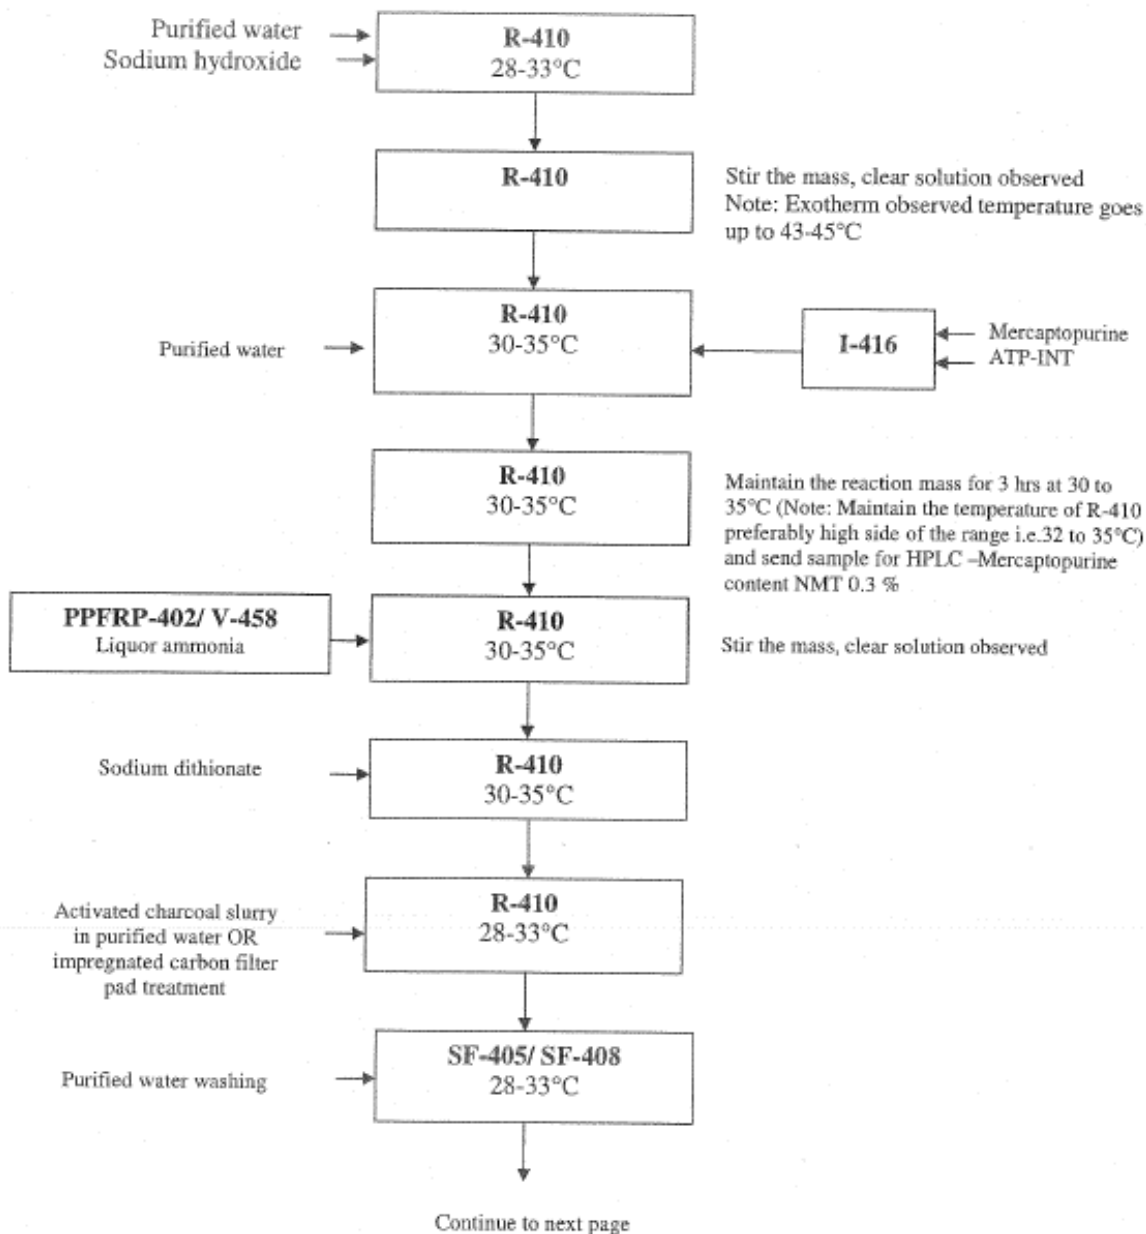 Purified water
Sodium hydroxide
R-410
28-33°C
R-410
Stir the mass, clear solution observed
Note: Exotherm observed temperature goes
up to 43-45°C
Purified water
R-410
30-35°C
I-416
Mercaptopurine
ATP-INT
R-410
30-35°C
Maintain the reaction mass for 3 hrs at 30 to
35°C (Note: Maintain the temperature of R-410
preferably high side of the range i.e.32 to 35°C)
and send sample for HPLC –Mercaptopurine
content NMT 0.3 %
PPFRP-402/ V-458
Liquor ammonia
R-410
30-35°C
Stir the mass, clear solution observed
Sodium dithionate
R-410
30-35°C
Activated charcoal slurry
in purified water OR
impregnated carbon filter
pad treatment
R-410
28-33°C
Purified water washing
SF-405/ SF-408
28-33°C
Continue to next page